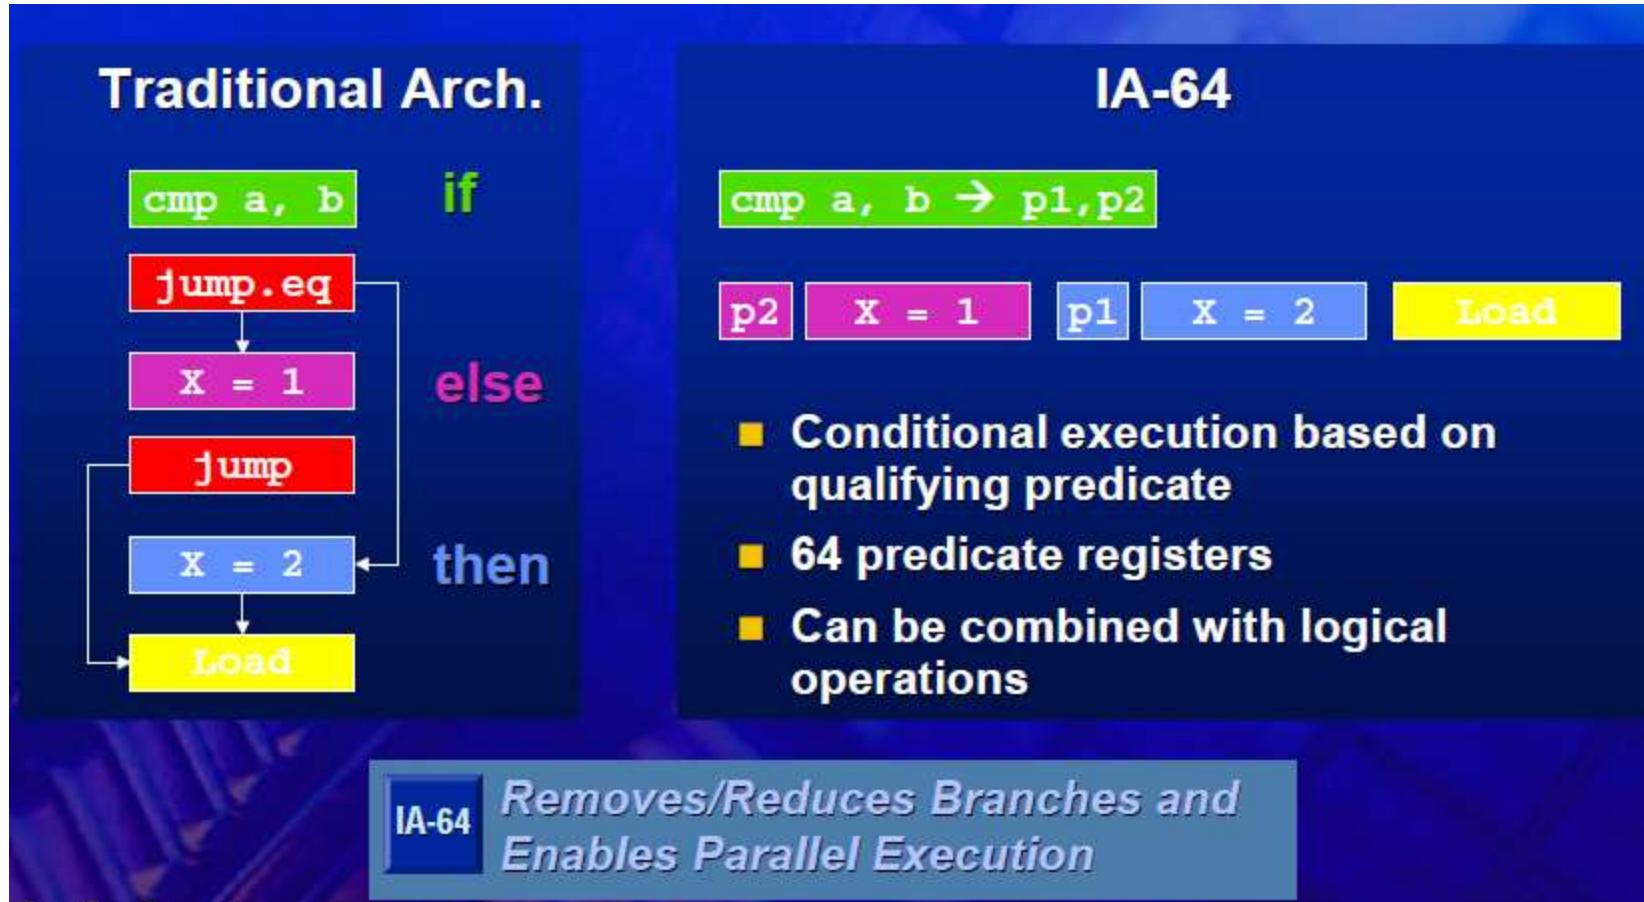 Traditional Arch.
cmp a, b
if
jump.eq
X = 1
else
jump
X = 2
then
Load
IA-64
cmp a, b → p1,p2
p2 X = 1 p1 X = 2 Load
Conditional execution based on
qualifying predicate
64 predicate registers
Can be combined with logical
operations
IA-64
Removes/Reduces Branches and
Enables Parallel Execution